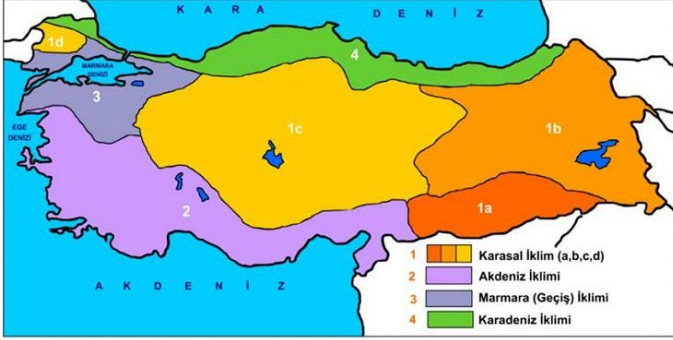 KARA DENİZ
1d
4
MARMARA
DENİZİ
3
EGE
DENİZİ
1c
1b
2
1a
AKDENİZ
1 Karasal İklim (a,b,c,d)
2 Akdeniz İklimi
3 Marmara (Geçiş) İklimi
4 Karadeniz İklimi